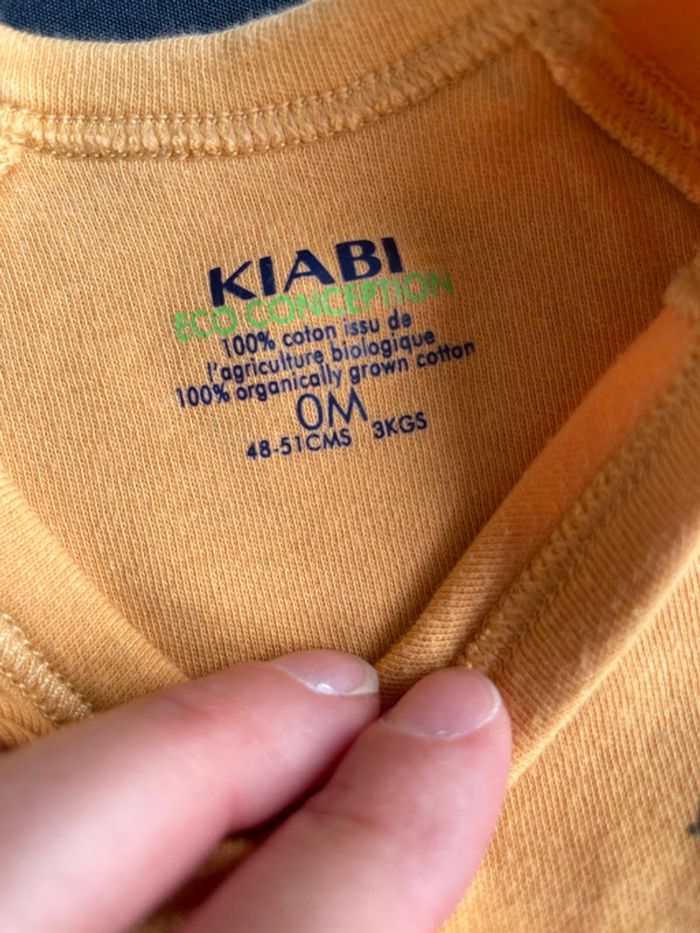 KIABI
ECO CONCEPTION
100% coton issu de
l'agriculture biologique
100% organically grown cotton
0M
48-51CMS 3KGS